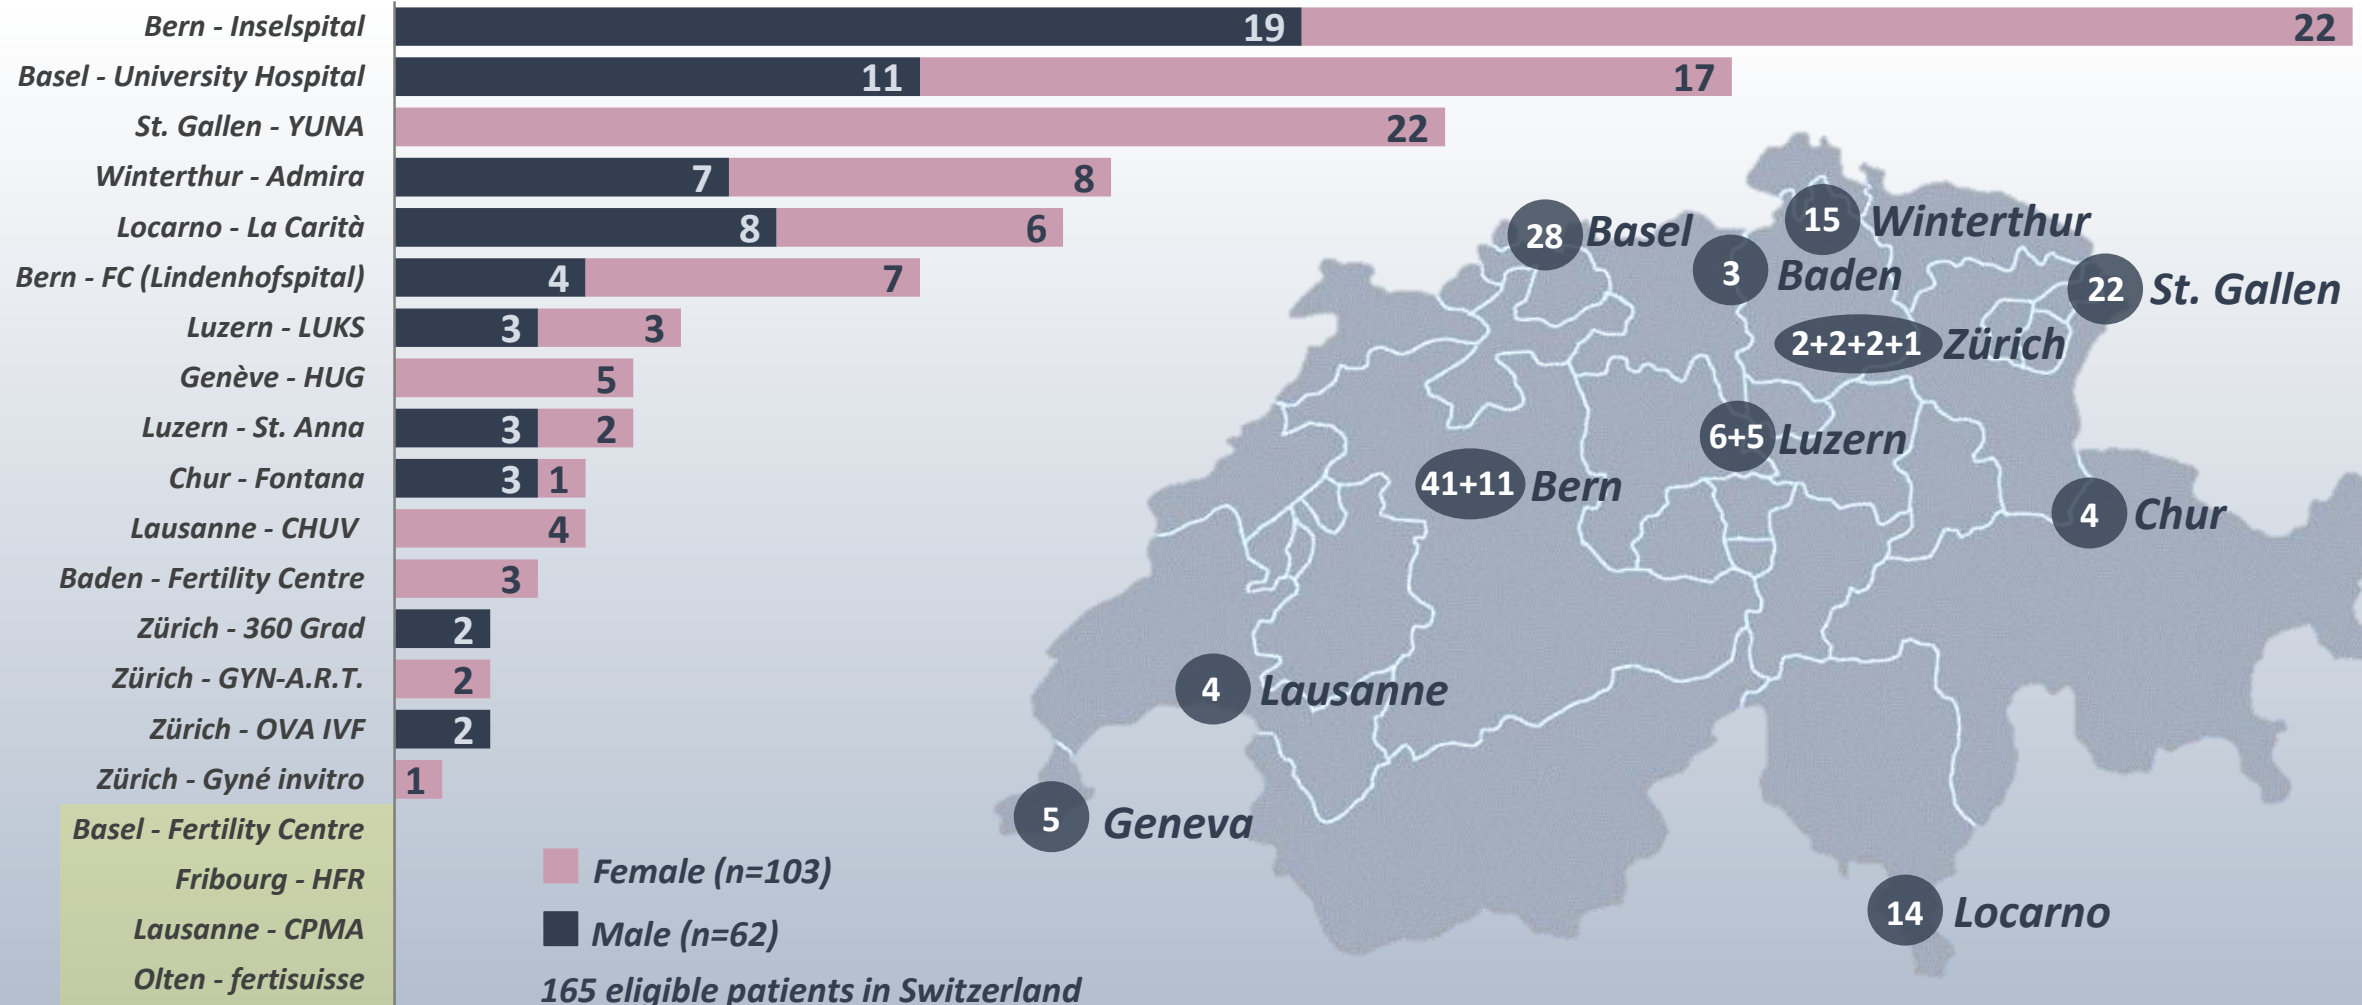 Bern - Inselspital
19
22
Basel - University Hospital
11
17
St. Gallen - YUNA
22
Winterthur - Admira
7
8
Locarno - La Carità
8
6
Bern - FC (Lindenhofspital)
4
7
Luzern - LUKS
3
3
Genève - HUG
5
Luzern - St. Anna
3
2
Chur - Fontana
3
1
Lausanne - CHUV
4
Baden - Fertility Centre
3
Zürich - 360 Grad
2
Zürich - GYN-A.R.T.
2
Zürich - OVA IVF
2
Zürich - Gyné invitro
1
Basel - Fertility Centre
Fribourg - HFR
Lausanne - CPMA
Olten - fertisuisse
Female (n=103)
Male (n=62)
165 eligible patients in Switzerland
28 Basel
15 Winterthur
3 Baden
22 St. Gallen
2+2+2+1 Zürich
6+5 Luzern
41+11 Bern
4 Chur
4 Lausanne
5 Geneva
14 Locarno